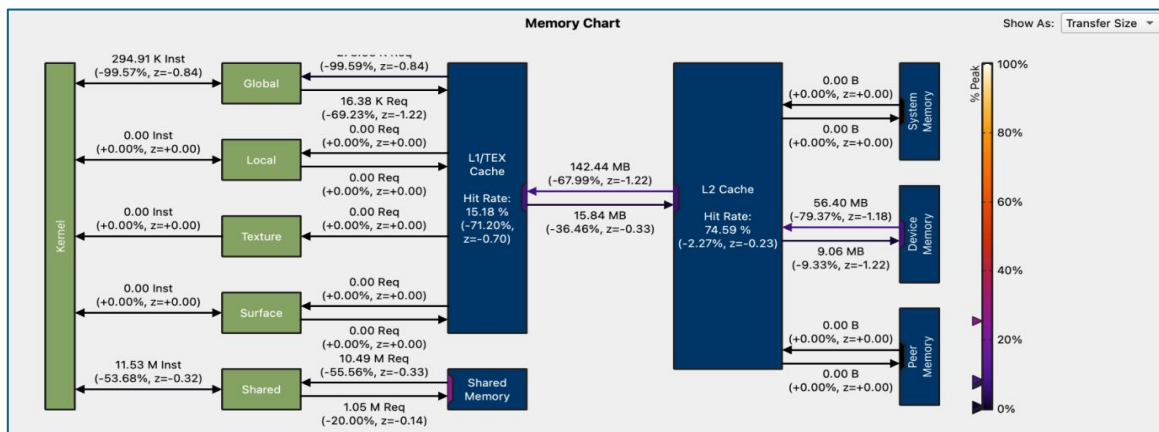 Memory Chart
Show As: Transfer Size
294.91 K Inst
(-99.57%, z=-0.84)
Global
(-99.59%, z=-0.84)
16.38 K Req
(-69.23%, z=-1.22)
0.00 Inst
(+0.00%, z=+0.00)
Local
0.00 Req
(+0.00%, z=+0.00)
0.00 Req
(+0.00%, z=+0.00)
0.00 Inst
(+0.00%, z=+0.00)
Texture
0.00 Req
(+0.00%, z=+0.00)
0.00 Inst
(+0.00%, z=+0.00)
Surface
0.00 Req
(+0.00%, z=+0.00)
0.00 Req
(+0.00%, z=+0.00)
11.53 M Inst
(-53.68%, z=-0.32)
Shared
10.49 M Req
(-55.56%, z=-0.33)
1.05 M Req
(-20.00%, z=-0.14)
Kernel
L1/TEX
Cache
Hit Rate:
15.18 %
(-71.20%,
z=-0.70)
Shared
Memory
142.44 MB
(-67.99%, z=-1.22)
15.84 MB
(-36.46%, z=-0.33)
L2 Cache
Hit Rate:
74.59 %
(-2.27%, z=-0.23)
0.00 B
(+0.00%, z=+0.00)
0.00 B
(+0.00%, z=+0.00)
System
Memory
56.40 MB
(-79.37%, z=-1.18)
9.06 MB
(-9.33%, z=-1.22)
Device
Memory
0.00 B
(+0.00%, z=+0.00)
0.00 B
(+0.00%, z=+0.00)
Peer
Memory
% Peak
100%
80%
60%
40%
20%
0%